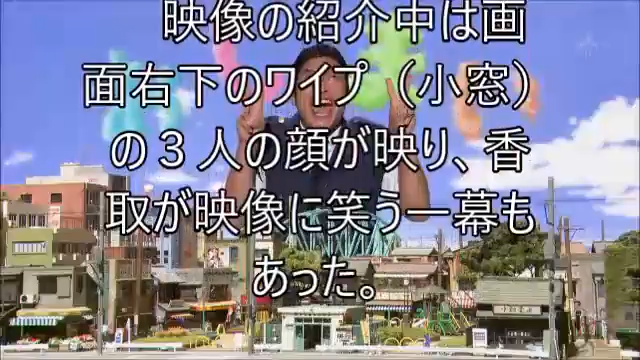 映像の紹介中は画
面右下のワイプ（小窓）
の３人の顔が映り、香
取が映像に笑う一幕も
あった。